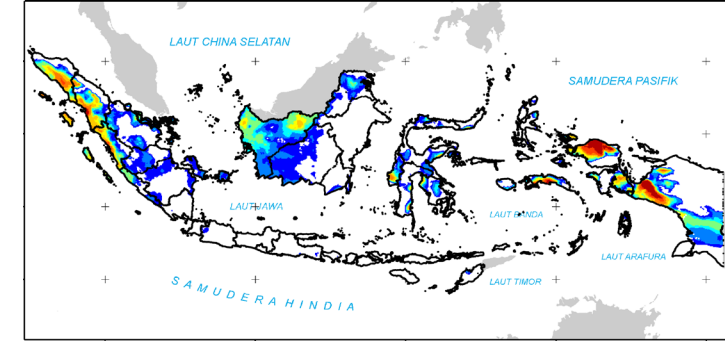 LAUT CHINA SELATAN
SAMUDERA PASIFIK
LAUT JAWA
LAUT BANDA
LAUT ARAFURA
LAUT TIMOR
SAMUDERA HINDIA